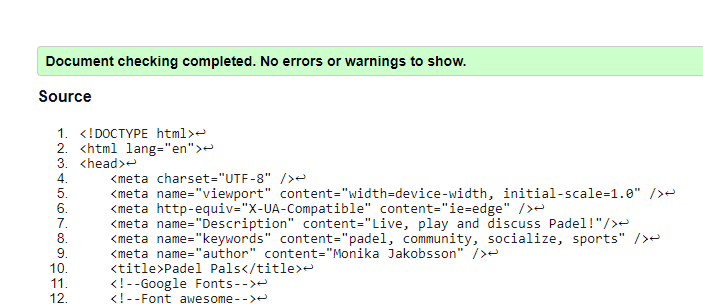 Document checking completed. No errors or warnings to show.
Source
1. <!DOCTYPE html>↩
2. <html lang="en">↩
3. <head>↩
4. <meta charset="UTF-8" />↩
5. <meta name="viewport" content="width=device-width, initial-scale=1.0" />↩
6. <meta http-equiv="X-UA-Compatible" content="ie=edge" />↩
7. <meta name="Description" content="Live, play and discuss Padel!"/>↩
8. <meta name="keywords" content="padel, community, socialize, sports" />↩
9. <meta name="author" content="Monika Jakobsson" />↩
10. <title>Padel Pals</title>↩
11. <!--Google Fonts-->↩
12. <!--Font awesome-->↩